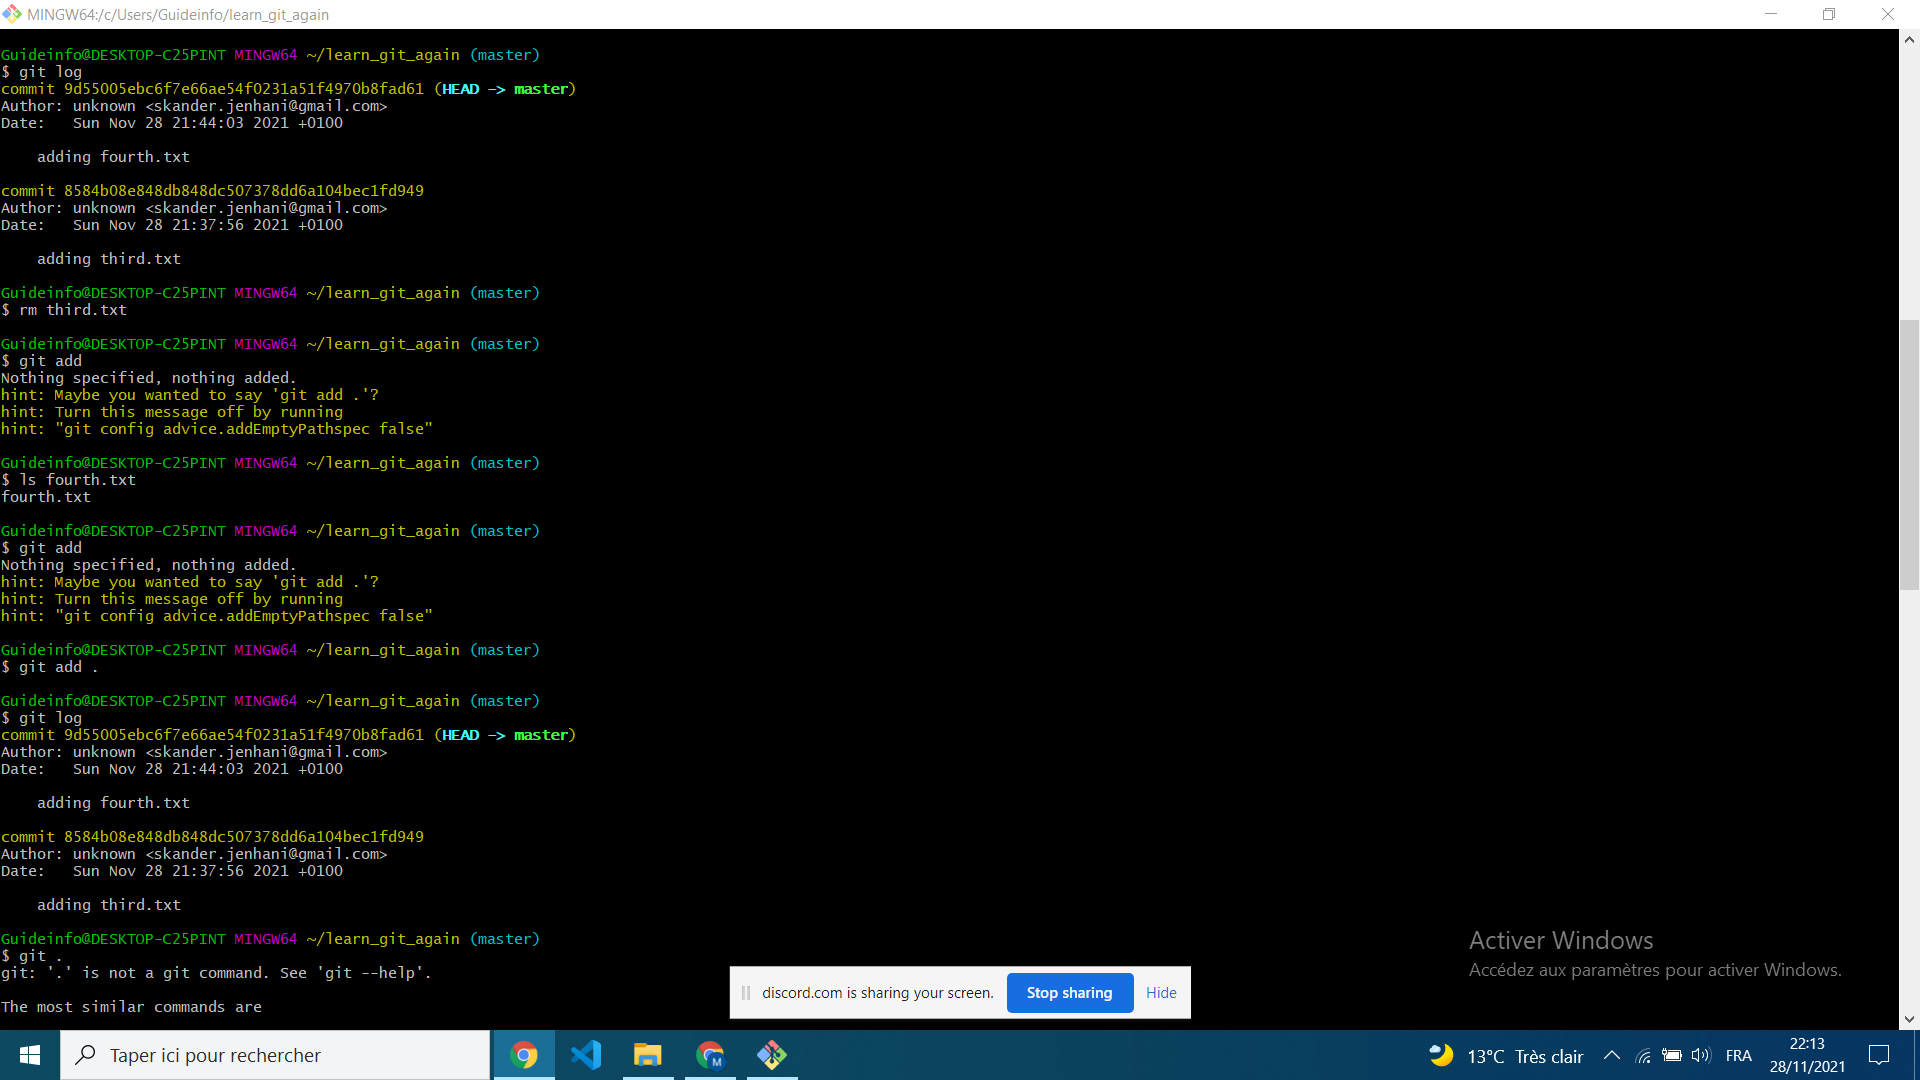 MINGW64:/c/Users/Guideinfo/learn_git_again
Guideinfo@DESKTOP-C25PINT MINGW64 ~/learn_git_again (master)
$ git log
commit 9d55005ebc6f7e66ae54f0231a51f4970b8fad61 (HEAD -> master)
Author: unknown <skander.jenhani@gmail.com>
Date:   Sun Nov 28 21:44:03 2021 +0100
    adding fourth.txt
commit 8584b08e848db848dc507378dd6a104bec1fd949
Author: unknown <skander.jenhani@gmail.com>
Date:   Sun Nov 28 21:37:56 2021 +0100
    adding third.txt
Guideinfo@DESKTOP-C25PINT MINGW64 ~/learn_git_again (master)
$ rm third.txt
Guideinfo@DESKTOP-C25PINT MINGW64 ~/learn_git_again (master)
$ git add
Nothing specified, nothing added.
hint: Maybe you wanted to say 'git add .'?
hint: Turn this message off by running
hint: "git config advice.addEmptyPathspec false"
Guideinfo@DESKTOP-C25PINT MINGW64 ~/learn_git_again (master)
$ ls fourth.txt
fourth.txt
Guideinfo@DESKTOP-C25PINT MINGW64 ~/learn_git_again (master)
$ git add
Nothing specified, nothing added.
hint: Maybe you wanted to say 'git add .'?
hint: Turn this message off by running
hint: "git config advice.addEmptyPathspec false"
Guideinfo@DESKTOP-C25PINT MINGW64 ~/learn_git_again (master)
$ git add .
Guideinfo@DESKTOP-C25PINT MINGW64 ~/learn_git_again (master)
$ git log
commit 9d55005ebc6f7e66ae54f0231a51f4970b8fad61 (HEAD -> master)
Author: unknown <skander.jenhani@gmail.com>
Date:   Sun Nov 28 21:44:03 2021 +0100
    adding fourth.txt
commit 8584b08e848db848dc507378dd6a104bec1fd949
Author: unknown <skander.jenhani@gmail.com>
Date:   Sun Nov 28 21:37:56 2021 +0100
    adding third.txt
Guideinfo@DESKTOP-C25PINT MINGW64 ~/learn_git_again (master)
$ git .
git: '.' is not a git command. See 'git --help'.
The most similar commands are
Activer Windows
Accédez aux paramètres pour activer Windows.
discord.com is sharing your screen.
Stop sharing
Hide
Taper ici pour rechercher
M
13°C Très clair
FRA
22:13
28/11/2021